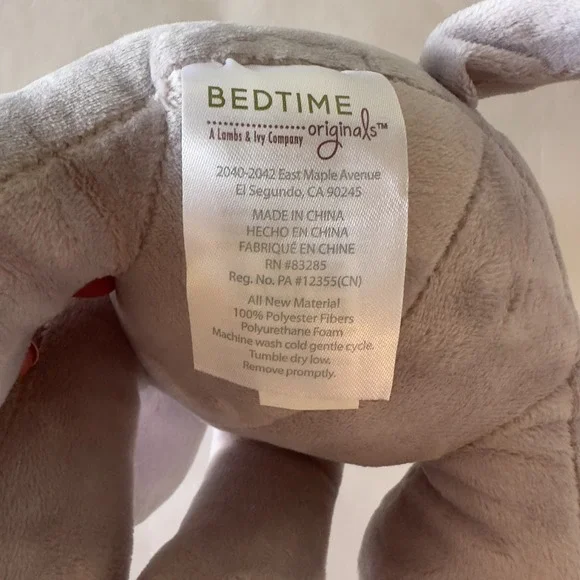 BEDTIME
originals™
A Lambs & Ivy Company
2040-2042 East Maple Avenue
El Segundo, CA 90245
MADE IN CHINA
HECHO EN CHINA
FABRIQUÉ EN CHINE
RN #83285
Reg. No. PA #12355(CN)
All New Material
100% Polyester Fibers
Polyurethane Foam
Machine wash cold gentle cycle.
Tumble dry low.
Remove promptly.